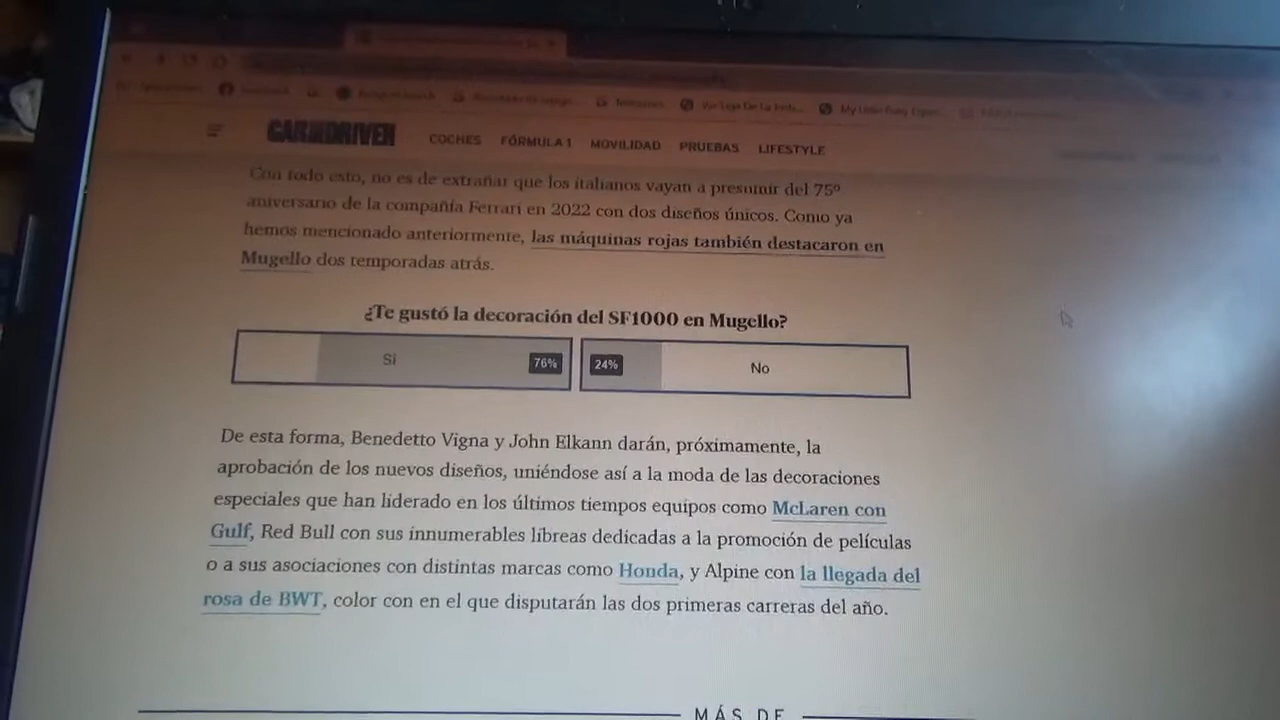 Facebook
CAR AND DRIVER
COCHES FÓRMULA 1 MOVILIDAD PRUEBAS LIFESTYLE
Con todo esto, no es de extrañar que los italianos vayan a presumir del 75º
aniversario de la compañía Ferrari en 2022 con dos diseños únicos. Como ya
hemos mencionado anteriormente, las máquinas rojas también destacaron en
Mugello dos temporadas atrás.
¿Te gustó la decoración del SF1000 en Mugello?
Sí 76% 24% No
De esta forma, Benedetto Vigna y John Elkann darán, próximamente, la
aprobación de los nuevos diseños, uniéndose así a la moda de las decoraciones
especiales que han liderado en los últimos tiempos equipos como McLaren con
Gulf, Red Bull con sus innumerables libreas dedicadas a la promoción de películas
o a sus asociaciones con distintas marcas como Honda, y Alpine con la llegada del
rosa de BWT, color con en el que disputarán las dos primeras carreras del año.
MÁS DE